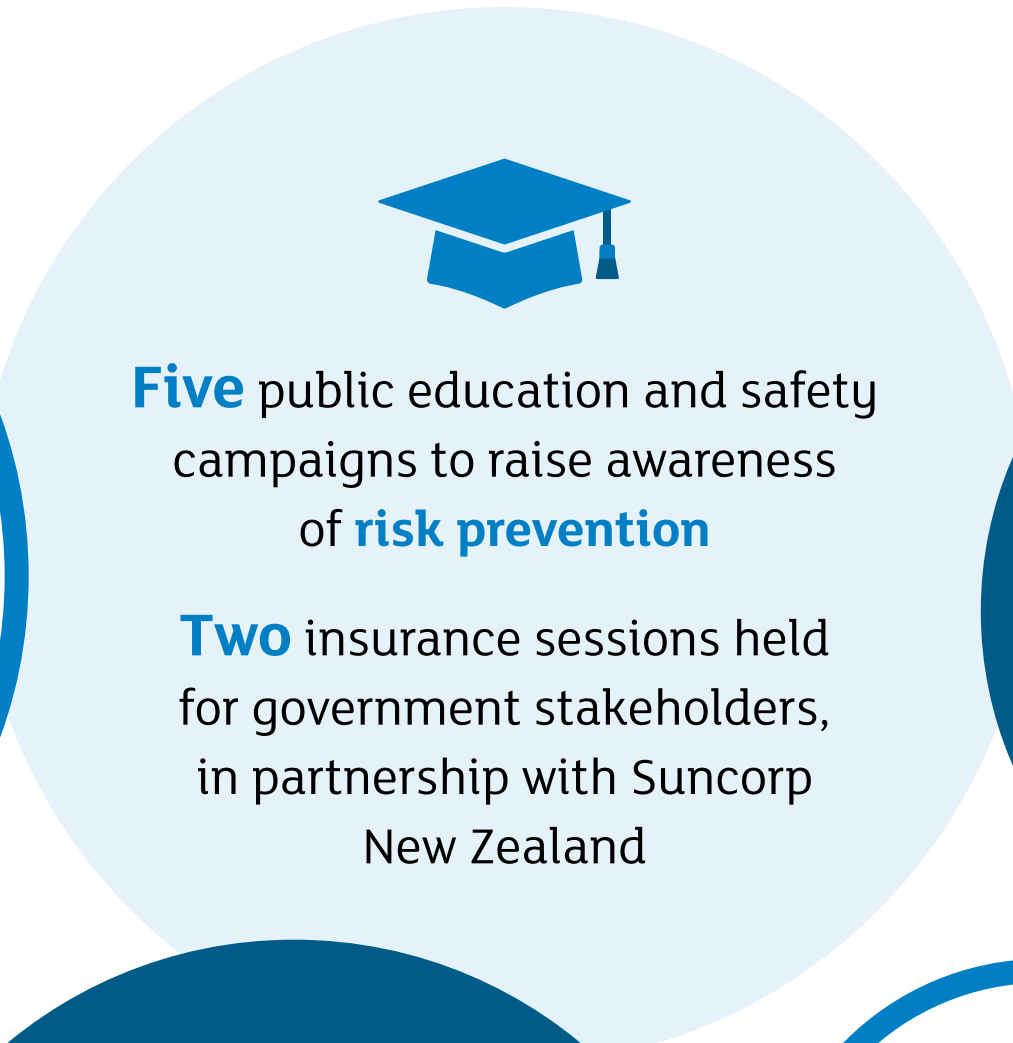 Five public education and safety
campaigns to raise awareness
of risk prevention
Two insurance sessions held
for government stakeholders,
in partnership with Suncorp
New Zealand